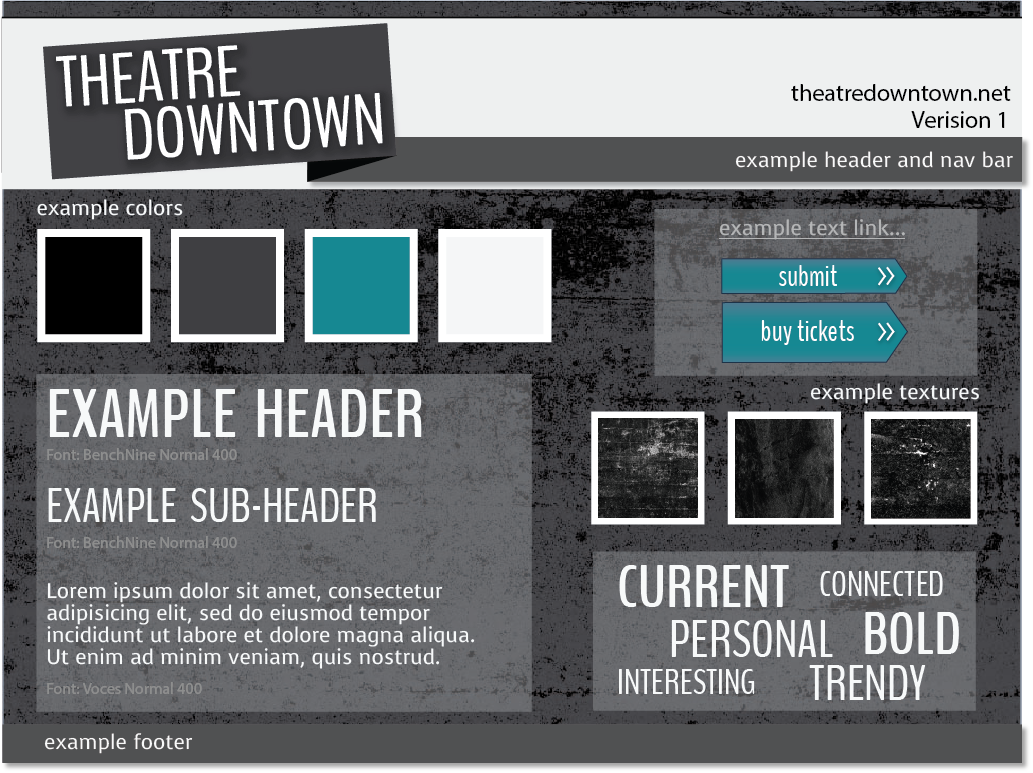 THEATRE
DOWNTOWN
theatredowntown.net
Verision 1
example header and nav bar
example colors
example text link...
submit
buy tickets
EXAMPLE HEADER
Font: BenchNine Normal 400
EXAMPLE SUB-HEADER
Font: BenchNine Normal 400
Lorem ipsum dolor sit amet, consectetur
adipisicing elit, sed do eiusmod tempor
incididunt ut labore et dolore magna aliqua.
Ut enim ad minim veniam, quis nostrud.
Font: Voces Normal 400
example textures
CURRENT CONNECTED
PERSONAL BOLD
INTERESTING TRENDY
example footer